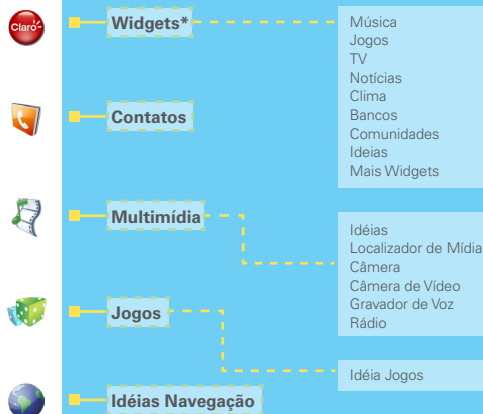 Claro
Widgets*
Música
Jogos
TV
Notícias
Clima
Bancos
Comunidades
Ideias
Mais Widgets
Contatos
Multimídia
Idéias
Localizador de Mídia
Câmera
Câmera de Vídeo
Gravador de Voz
Rádio
Jogos
Idéia Jogos
Idéias Navegação